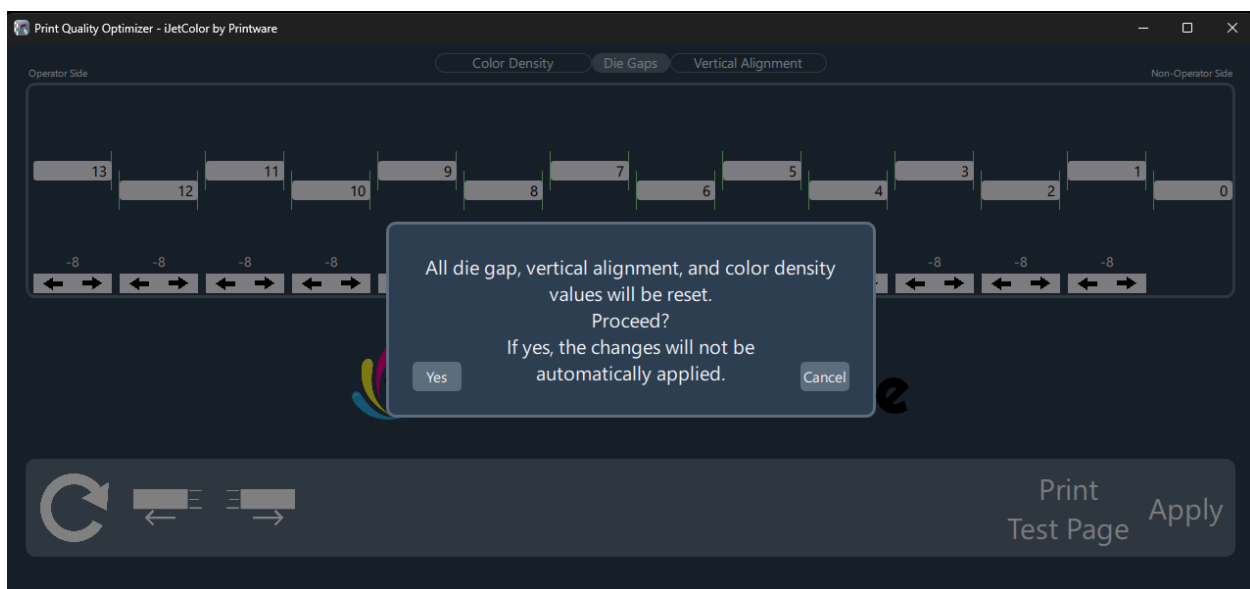 Print Quality Optimizer - iJetColor by Printware
Color Density Die Gaps Vertical Alignment
Operator Side Non-Operator Side
13 11 9 7 5 3 1
12 10 8 6 4 2 0
-8 -8 -8 -8 -8 -8 -8
All die gap, vertical alignment, and color density
values will be reset.
Proceed?
If yes, the changes will not be
automatically applied.
Yes Cancel
e
Print
Test Page
Apply